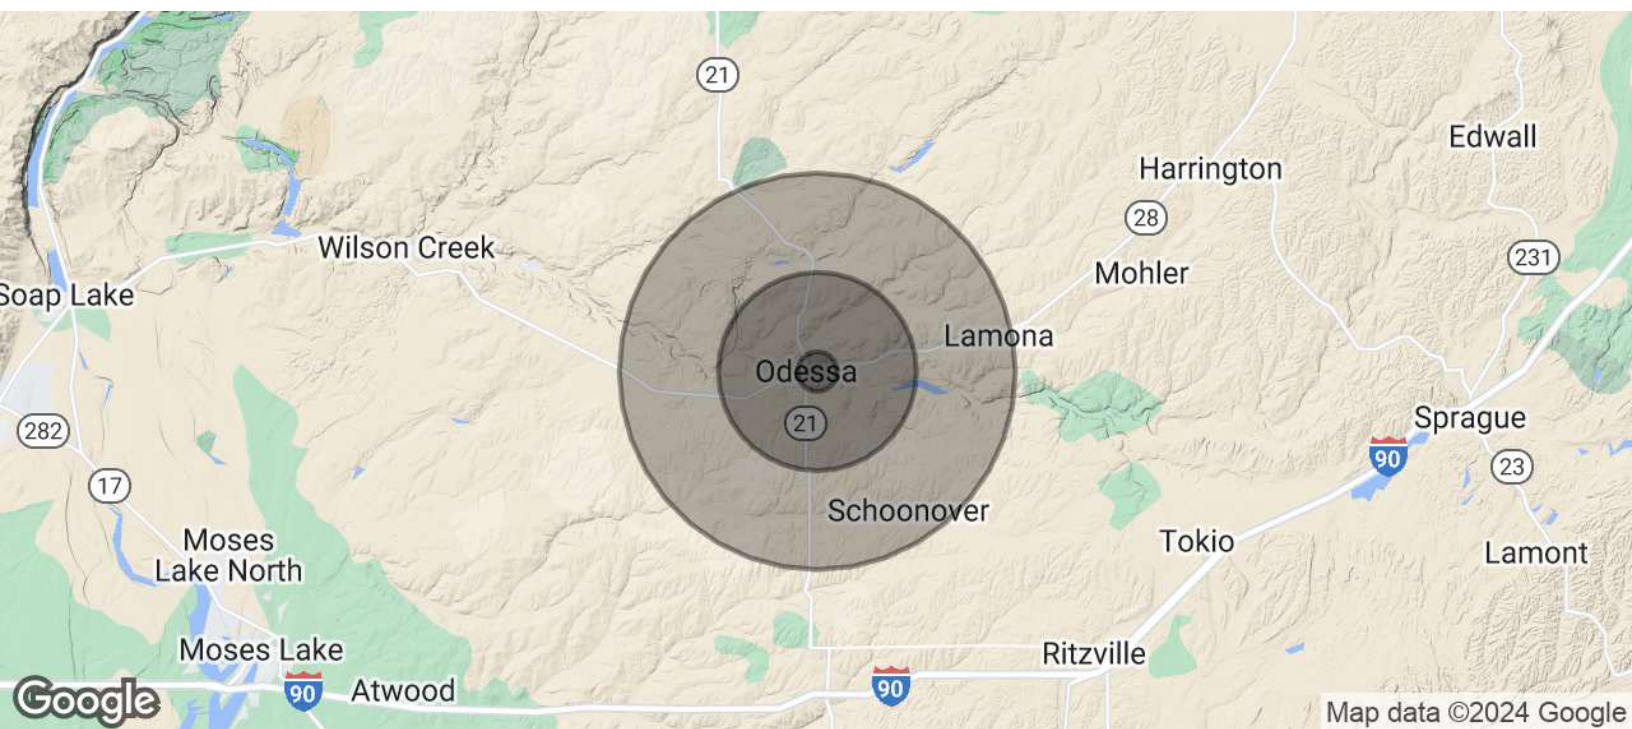 21
Edwall
Harrington
28
Wilson Creek
231
Mohler
Soap Lake
Lamona
Odessa
21
Sprague
282
90
23
17
Schoonover
Moses
Lake North
Tokio
Lamont
Moses Lake
Ritzville
90
Atwood
90
Google
Map data ©2024 Google